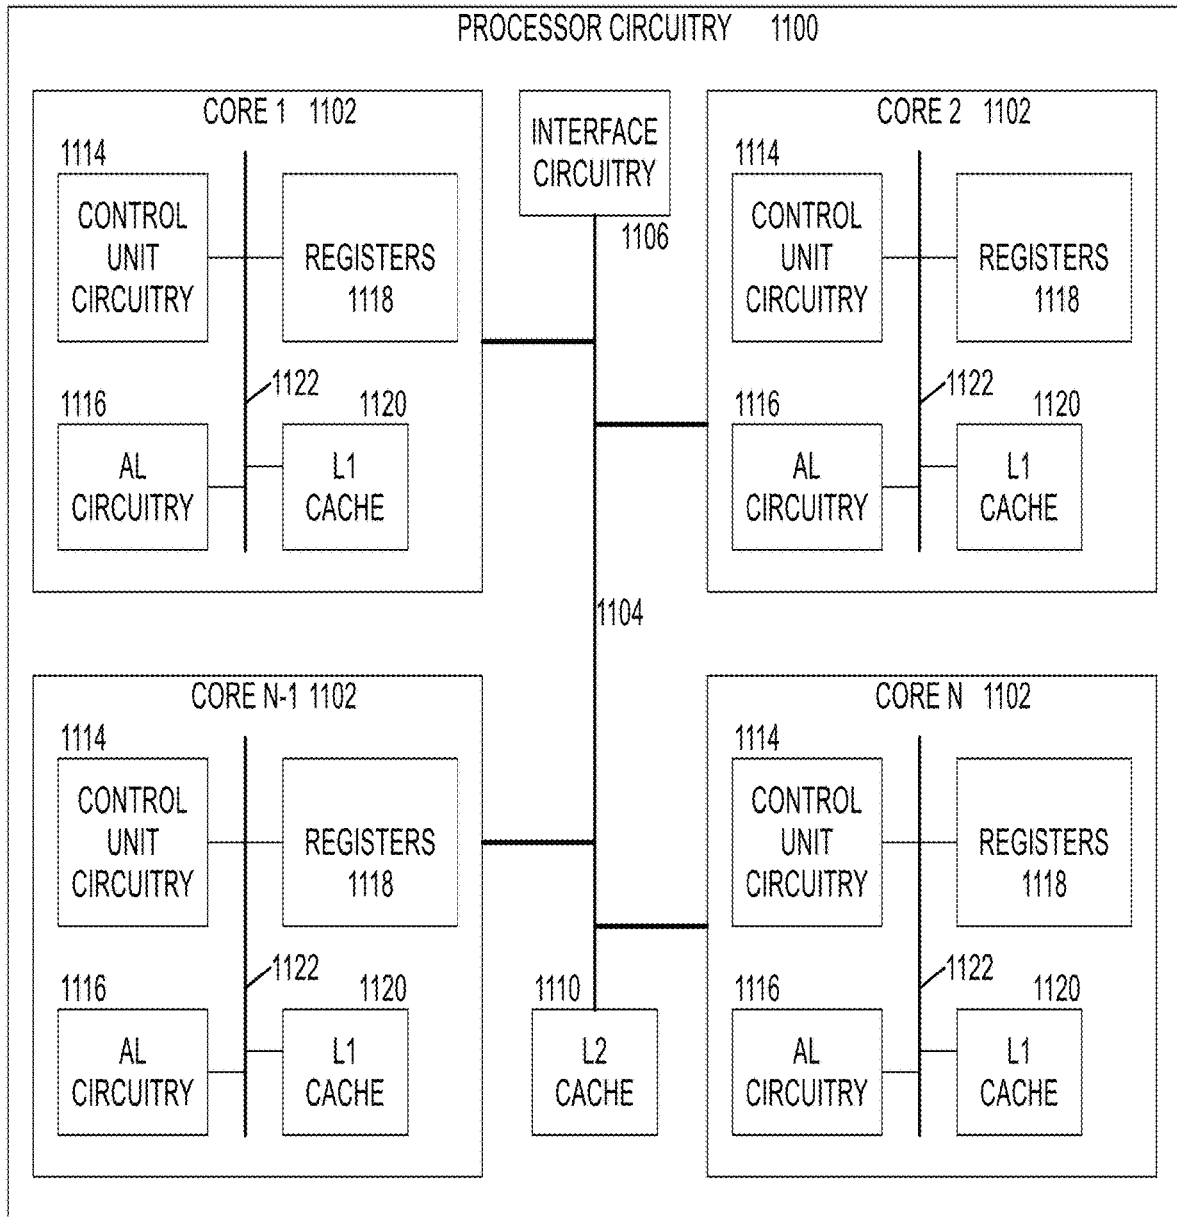 PROCESSOR CIRCUITRY 1100
CORE 1 1102
1114
CONTROL
UNIT
CIRCUITRY
REGISTERS
1118
1122
1116
AL
CIRCUITRY
1120
L1
CACHE
INTERFACE
CIRCUITRY
1106
CORE 2 1102
1114
CONTROL
UNIT
CIRCUITRY
REGISTERS
1118
1122
1116
AL
CIRCUITRY
1120
L1
CACHE
1104
CORE N-1 1102
1114
CONTROL
UNIT
CIRCUITRY
REGISTERS
1118
1122
1116
AL
CIRCUITRY
1120
L1
CACHE
1110
L2
CACHE
CORE N 1102
1114
CONTROL
UNIT
CIRCUITRY
REGISTERS
1118
1122
1116
AL
CIRCUITRY
1120
L1
CACHE